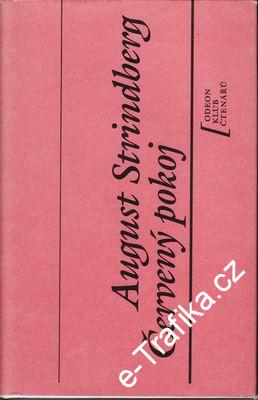 August Strindberg
Červený pokoj
ODEON
KLUB
ČTENÁŘŮ
e-Trafika.cz